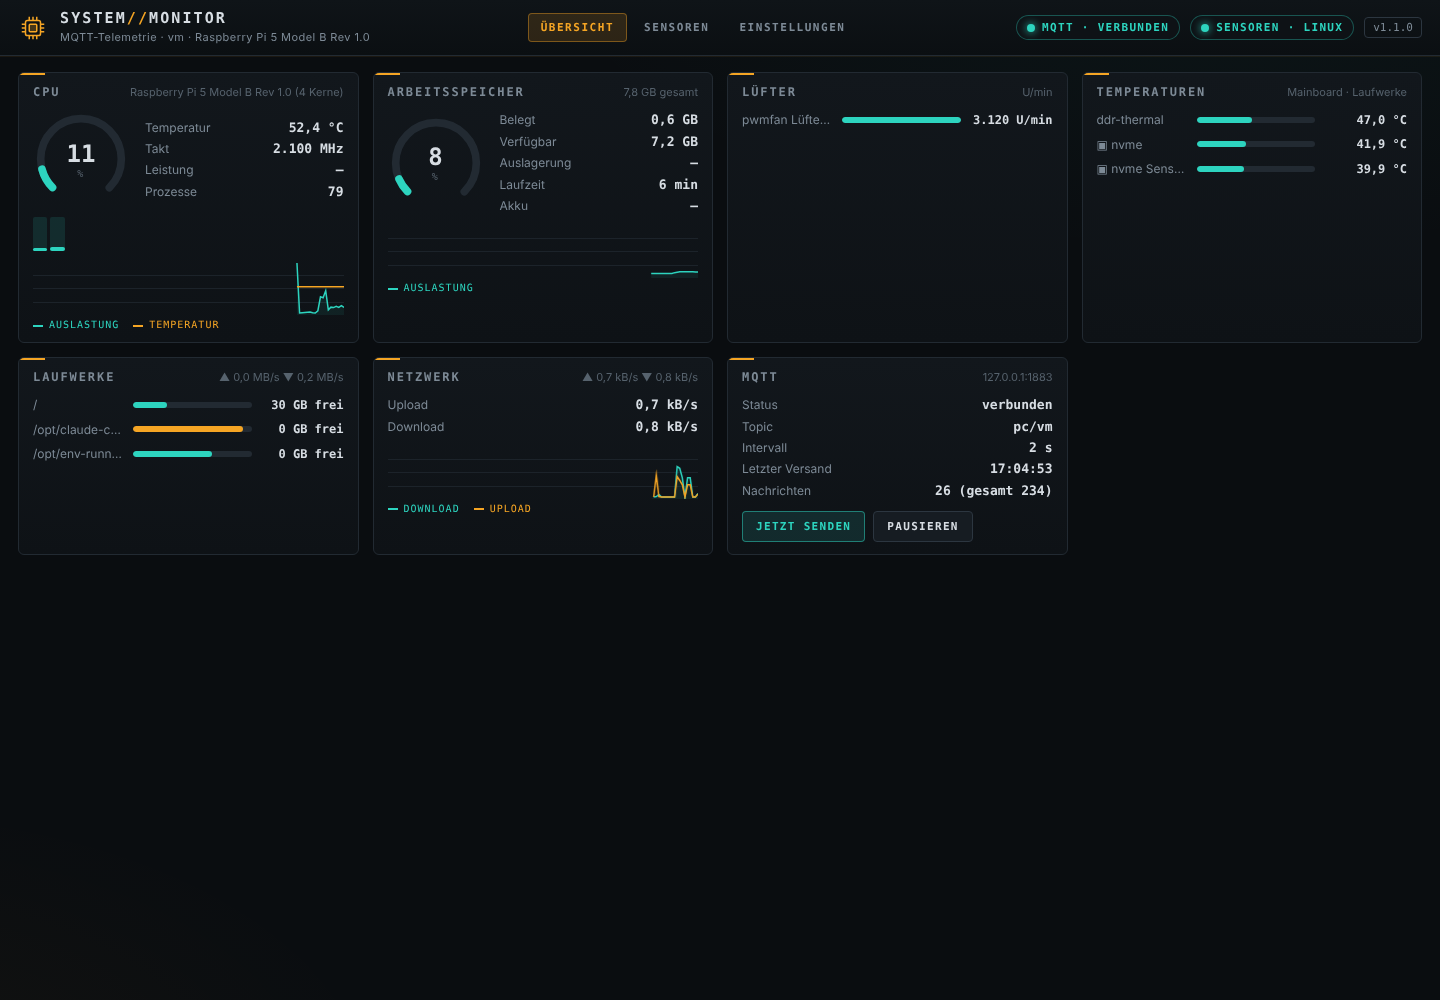 SYSTEM//MONITOR
MQTT-Telemetrie · vm · Raspberry Pi 5 Model B Rev 1.0
ÜBERSICHT SENSOREN EINSTELLUNGEN
MQTT · VERBUNDEN SENSOREN · LINUX v1.1.0
CPU Raspberry Pi 5 Model B Rev 1.0 (4 Kerne)
11
%
Temperatur 52,4 °C
Takt 2.100 MHz
Leistung –
Prozesse 79
AUSLASTUNG TEMPERATUR
ARBEITSSPEICHER 7,8 GB gesamt
8
%
Belegt 0,6 GB
Verfügbar 7,2 GB
Auslagerung –
Laufzeit 6 min
Akku –
AUSLASTUNG
LÜFTER U/min
pwmfan Lüfte... 3.120 U/min
TEMPERATUREN Mainboard · Laufwerke
ddr-thermal 47,0 °C
▣ nvme 41,9 °C
▣ nvme Sens... 39,9 °C
LAUFWERKE ▲ 0,0 MB/s ▼ 0,2 MB/s
/ 30 GB frei
/opt/claude-c... 0 GB frei
/opt/env-runn... 0 GB frei
NETZWERK ▲ 0,7 kB/s ▼ 0,8 kB/s
Upload 0,7 kB/s
Download 0,8 kB/s
DOWNLOAD UPLOAD
MQTT 127.0.0.1:1883
Status verbunden
Topic pc/vm
Intervall 2 s
Letzter Versand 17:04:53
Nachrichten 26 (gesamt 234)
JETZT SENDEN PAUSIEREN